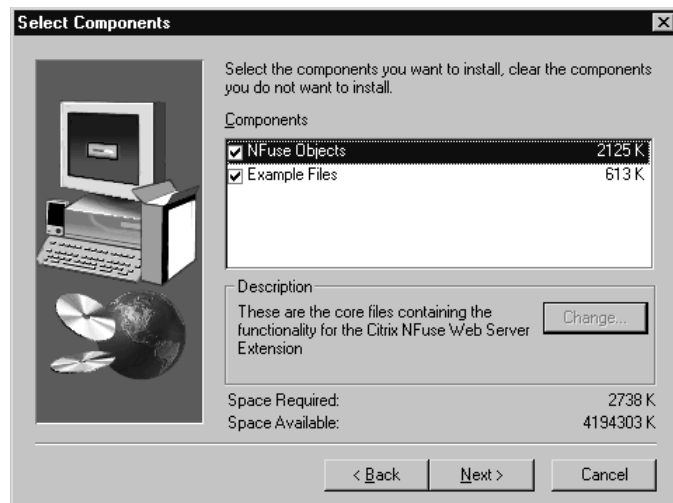 Select Components
Select the components you want to install, clear the components
you do not want to install.
Components
NFuse Objects 2125 K
Example Files 613 K
Description
These are the core files containing the
functionality for the Citrix NFuse Web Server
Extension
Change...
Space Required: 2738 K
Space Available: 4194303 K
< Back Next > Cancel